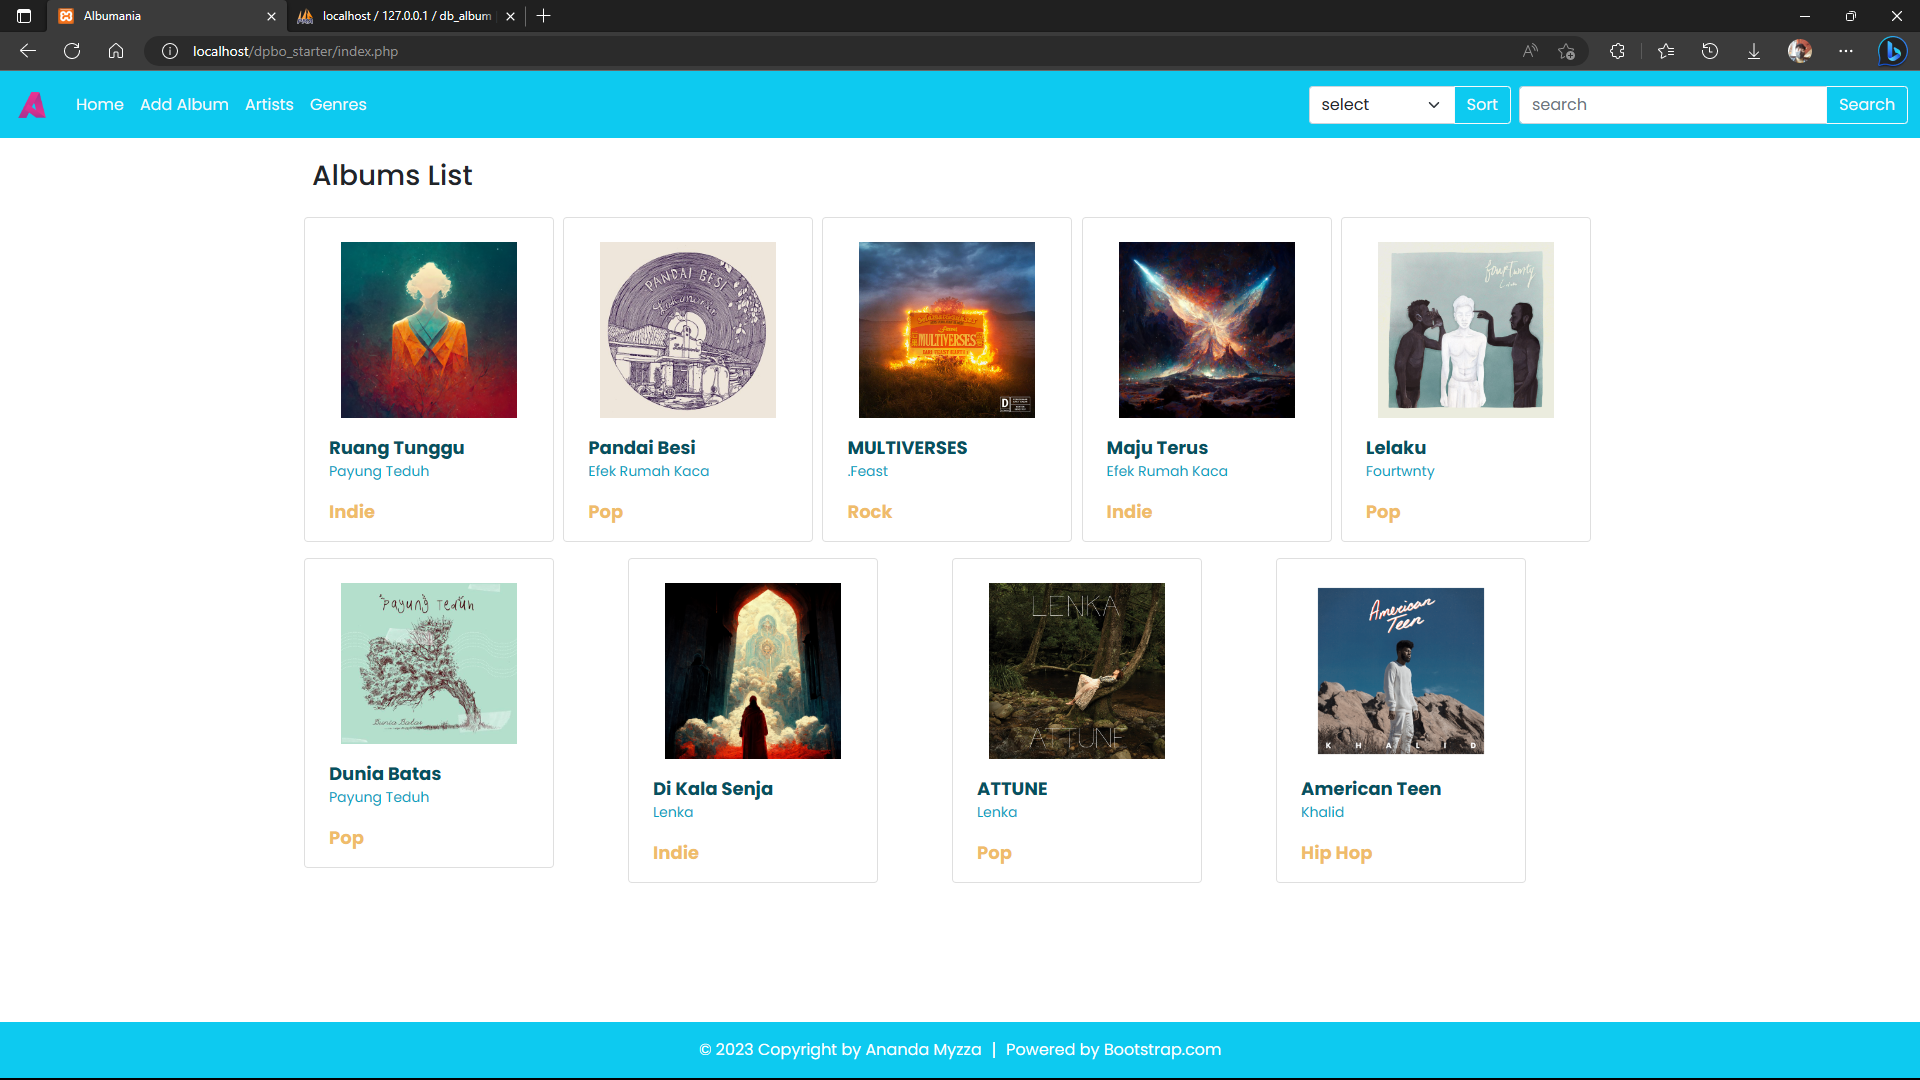 Albumania
localhost / 127.0.0.1 / db_album
localhost/dpbo_starter/index.php
Home Add Album Artists Genres
select Sort search Search
Albums List
PANDAI BESI
MULTIVERSES
fourTwnty
Ruang Tunggu
Payung Teduh
Indie
Pandai Besi
Efek Rumah Kaca
Pop
MULTIVERSES
.Feast
Rock
Maju Terus
Efek Rumah Kaca
Indie
Lelaku
Fourtwnty
Pop
Payung Teduh
Dunia Batas
LENKA
ATTUNE
American
Teen
KHALID
Dunia Batas
Payung Teduh
Pop
Di Kala Senja
Lenka
Indie
ATTUNE
Lenka
Pop
American Teen
Khalid
Hip Hop
© 2023 Copyright by Ananda Myzza | Powered by Bootstrap.com